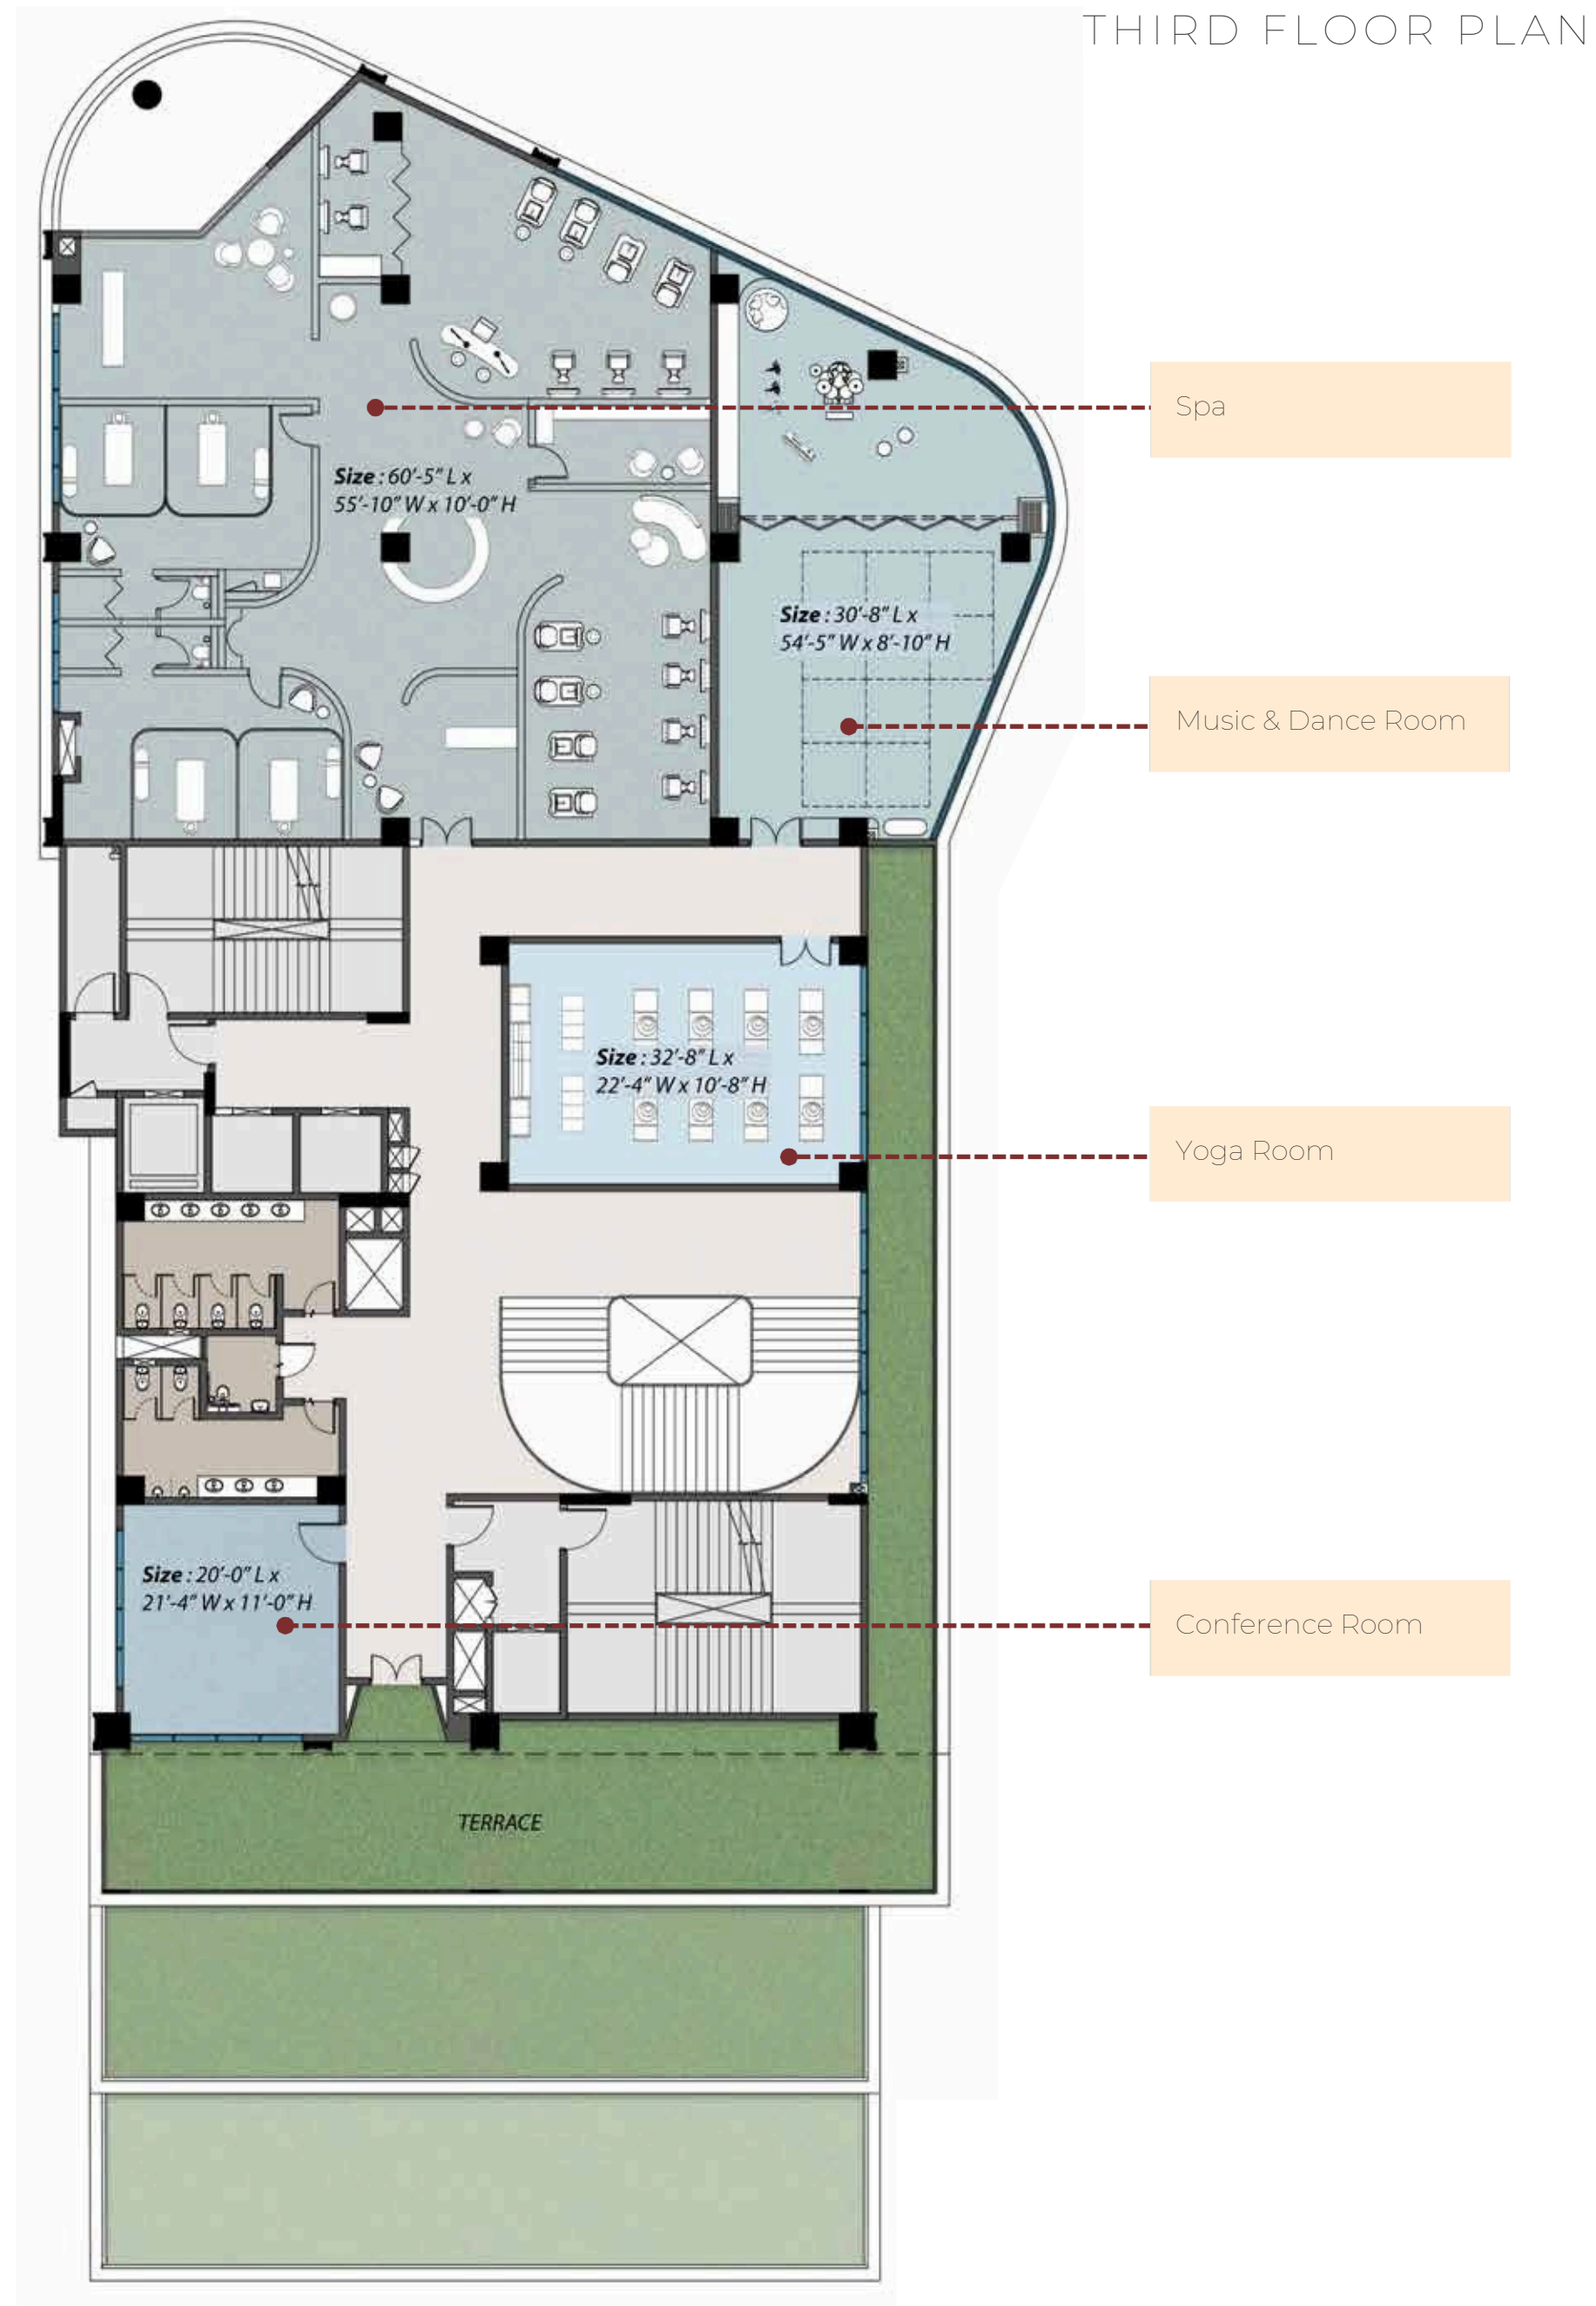 THIRD FLOOR PLAN
Spa
Size : 60'-5" L x
55'-10" W x 10'-0" H
Size : 30'-8" L x
54'-5" W x 8'-10" H
Music & Dance Room
Size : 32'-8" L x
22'-4" W x 10'-8" H
Yoga Room
Size : 20'-0" L x
21'-4" W x 11'-0" H
Conference Room
TERRACE